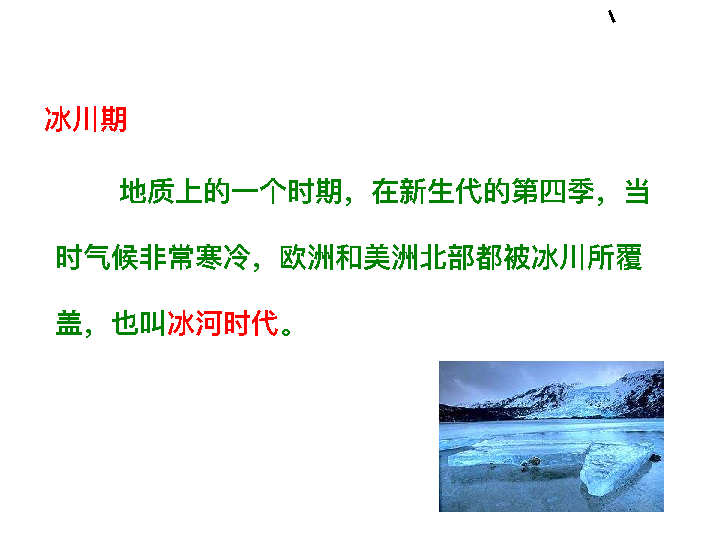 冰川期
地质上的一个时期，在新生代的第四季，当
时气候非常寒冷，欧洲和美洲北部都被冰川所覆
盖，也叫冰河时代。